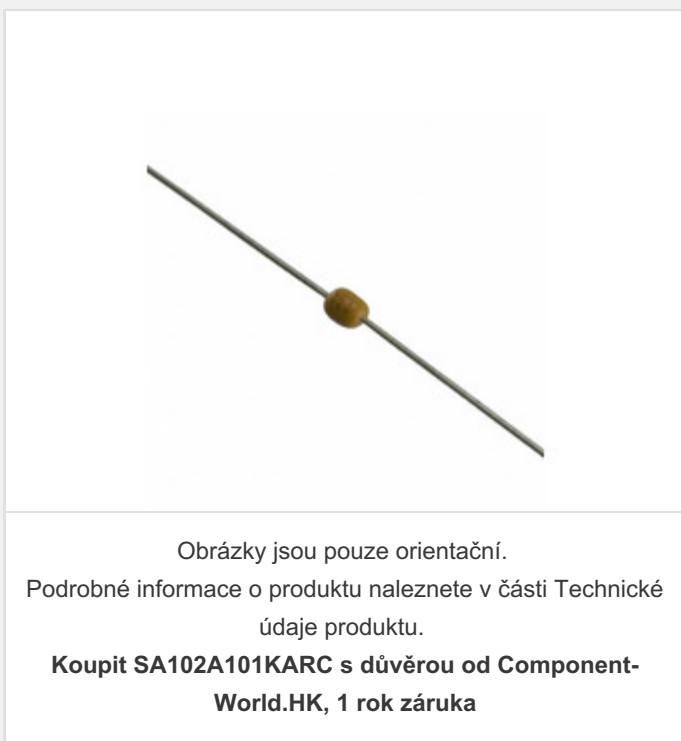 Obrázky jsou pouze orientační.
Podrobné informace o produktu naleznete v části Technické
údaje produktu.
Koupit SA102A101KARC s důvěrou od Component-
World.HK, 1 rok záruka